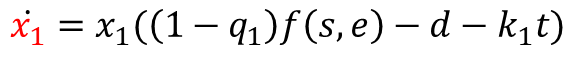 ẋ₁ = x₁((1 − q₁)f(s, e) − d − k₁t)